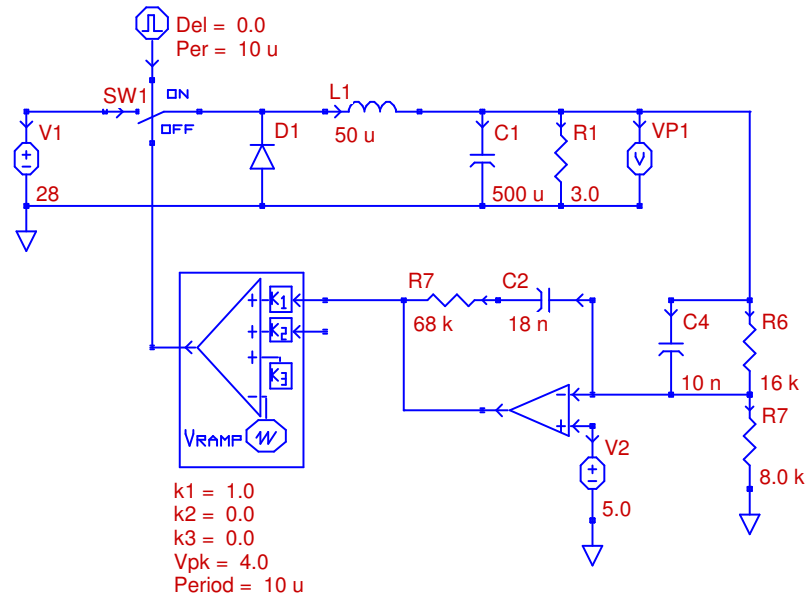 Del = 0.0
Per = 10 u
SW1
ON
OFF
V1
28
D1
L1
50 u
C1
500 u
R1
3.0
VP1
V
K1
K2
K3
VRAMP
k1 = 1.0
k2 = 0.0
k3 = 0.0
Vpk = 4.0
Period = 10 u
R7
68 k
C2
18 n
C4
10 n
R6
16 k
R7
8.0 k
V2
5.0